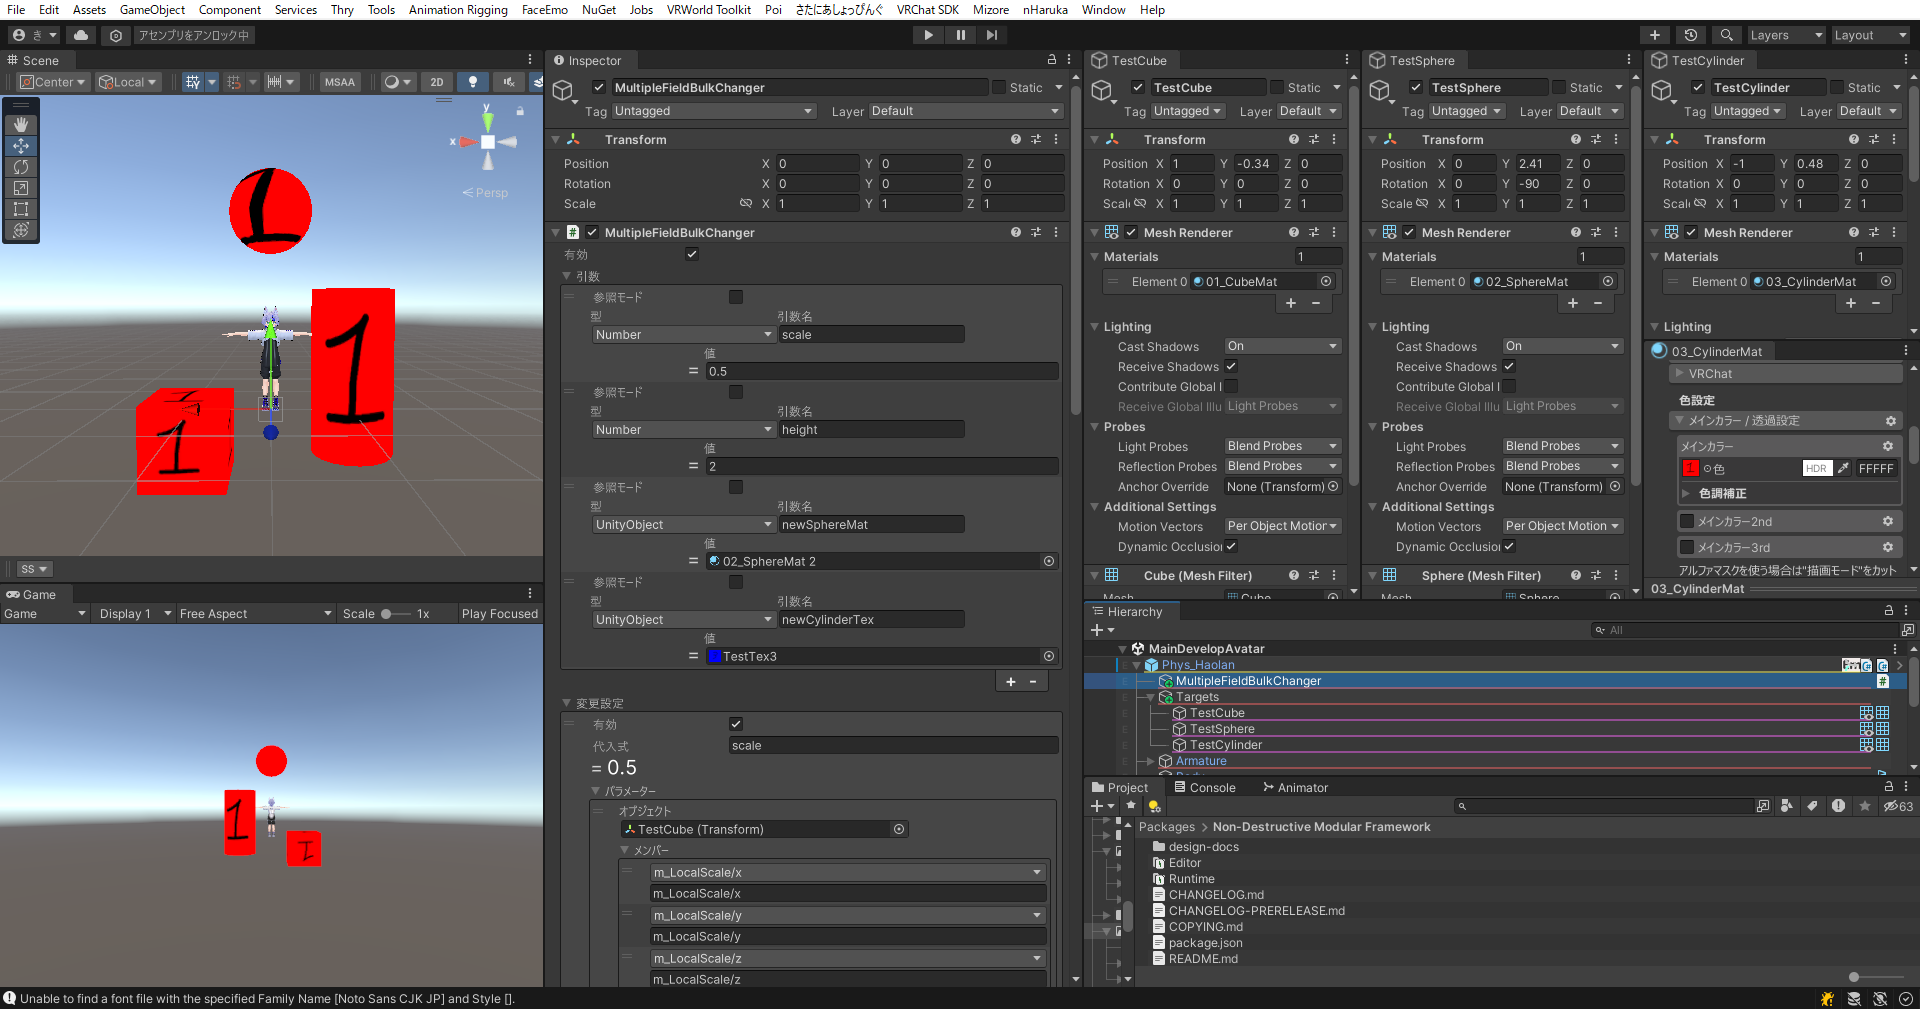 File Edit Assets GameObject Component Services Thry Tools Animation Rigging FaceEmo NuGet Jobs VRWorld Toolkit Poi さたにあしょっぴんぐ VRChat SDK Mizore nHaruka Window Help
き アセンブリをアンロック中 Layers Layout
Scene
Center Local MSAA 2D
y
x
Persp
1
1
1
SS
Game
Game Display 1 Free Aspect Scale 1x Play Focused
1
Inspector
MultipleFieldBulkChanger Static
Tag Untagged Layer Default
Transform
Position X 0 Y 0 Z 0
Rotation X 0 Y 0 Z 0
Scale X 1 Y 1 Z 1
MultipleFieldBulkChanger
有効
引数
参照モード
型 引数名
Number scale
値
= 0.5
参照モード
型 引数名
Number height
値
= 2
参照モード
型 引数名
UnityObject newSphereMat
値
= 02_SphereMat 2
参照モード
型 引数名
UnityObject newCylinderTex
値
= TestTex3
+ -
変更設定
有効
代入式 scale
= 0.5
パラメーター
オブジェクト
TestCube (Transform)
メンバー
m_LocalScale/x
m_LocalScale/x
m_LocalScale/y
m_LocalScale/y
m_LocalScale/z
m_LocalScale/z
TestCube
TestCube Static
Tag Untagged Layer Default
Transform
Position X 1 Y -0.34 Z 0
Rotation X 0 Y 0 Z 0
Scale X 1 Y 1 Z 1
Mesh Renderer
Materials 1
Element 0 01_CubeMat
+ -
Lighting
Cast Shadows On
Receive Shadows
Contribute Global I
Receive Global Illu Light Probes
Probes
Light Probes Blend Probes
Reflection Probes Blend Probes
Anchor Override None (Transform)
Additional Settings
Motion Vectors Per Object Motion
Dynamic Occlusion
Cube (Mesh Filter)
Mesh Cube
TestSphere
TestSphere Static
Tag Untagged Layer Default
Transform
Position X 0 Y 2.41 Z 0
Rotation X 0 Y -90 Z 0
Scale X 1 Y 1 Z 1
Mesh Renderer
Materials 1
Element 0 02_SphereMat
+ -
Lighting
Cast Shadows On
Receive Shadows
Contribute Global I
Receive Global Illu Light Probes
Probes
Light Probes Blend Probes
Reflection Probes Blend Probes
Anchor Override None (Transform)
Additional Settings
Motion Vectors Per Object Motion
Dynamic Occlusion
Sphere (Mesh Filter)
Mesh Sphere
TestCylinder
TestCylinder Static
Tag Untagged Layer Default
Transform
Position X -1 Y 0.48 Z 0
Rotation X 0 Y 0 Z 0
Scale X 1 Y 1 Z 1
Mesh Renderer
Materials 1
Element 0 03_CylinderMat
+ -
Lighting
03_CylinderMat
VRChat
色設定
メインカラー / 透過設定
メインカラー
色 HDR FFFFF
色調補正
メインカラー2nd
メインカラー3rd
アルファマスクを使う場合は"描画モード"をカット
03_CylinderMat
Hierarchy
+ All
MainDevelopAvatar
Phys_Haolan
MultipleFieldBulkChanger
Targets
TestCube
TestSphere
TestCylinder
Armature
Project Console Animator
+ 63
Packages > Non-Destructive Modular Framework
design-docs
Editor
Runtime
CHANGELOG.md
CHANGELOG-PRERELEASE.md
COPYING.md
package.json
README.md
Unable to find a font file with the specified Family Name [Noto Sans CJK JP] and Style [].